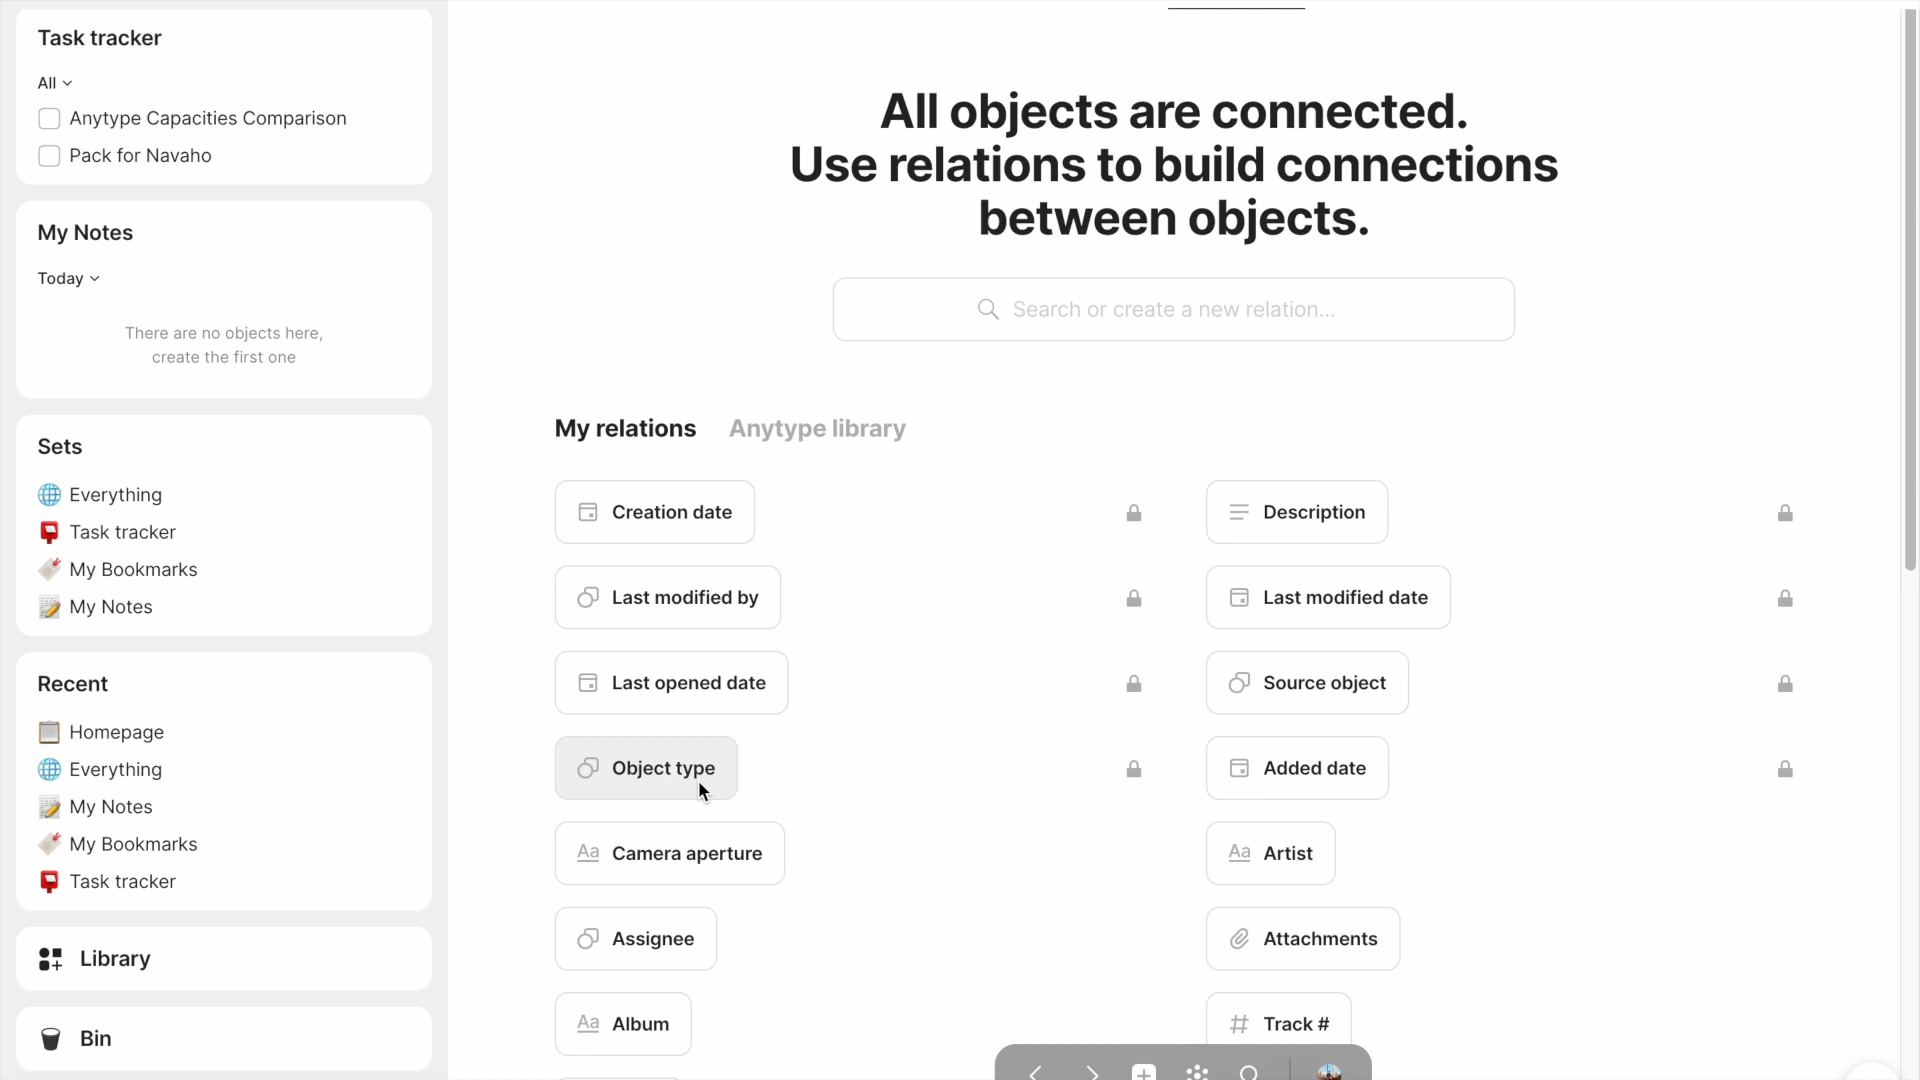 Task tracker
All
Anytype Capacities Comparison
Pack for Navaho
My Notes
Today
There are no objects here,
create the first one
Sets
Everything
Task tracker
My Bookmarks
My Notes
Recent
Homepage
Everything
My Notes
My Bookmarks
Task tracker
Library
Bin
All objects are connected.
Use relations to build connections
between objects.
Search or create a new relation...
My relations
Anytype library
Creation date
Description
Last modified by
Last modified date
Last opened date
Source object
Object type
Added date
Aa Camera aperture
Aa Artist
Assignee
Attachments
Aa Album
# Track #